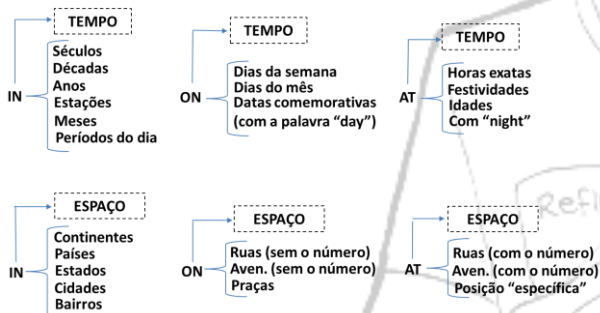 TEMPO
IN
Séculos
Décadas
Anos
Estações
Meses
Períodos do dia
TEMPO
ON
Dias da semana
Dias do mês
Datas comemorativas
(com a palavra “day”)
TEMPO
AT
Horas exatas
Festividades
Idades
Com “night”
ESPAÇO
IN
Continentes
Países
Estados
Cidades
Bairros
ESPAÇO
ON
Ruas (sem o número)
Aven. (sem o número)
Praças
ESPAÇO
AT
Ruas (com o número)
Aven. (com o número)
Posição “específica”